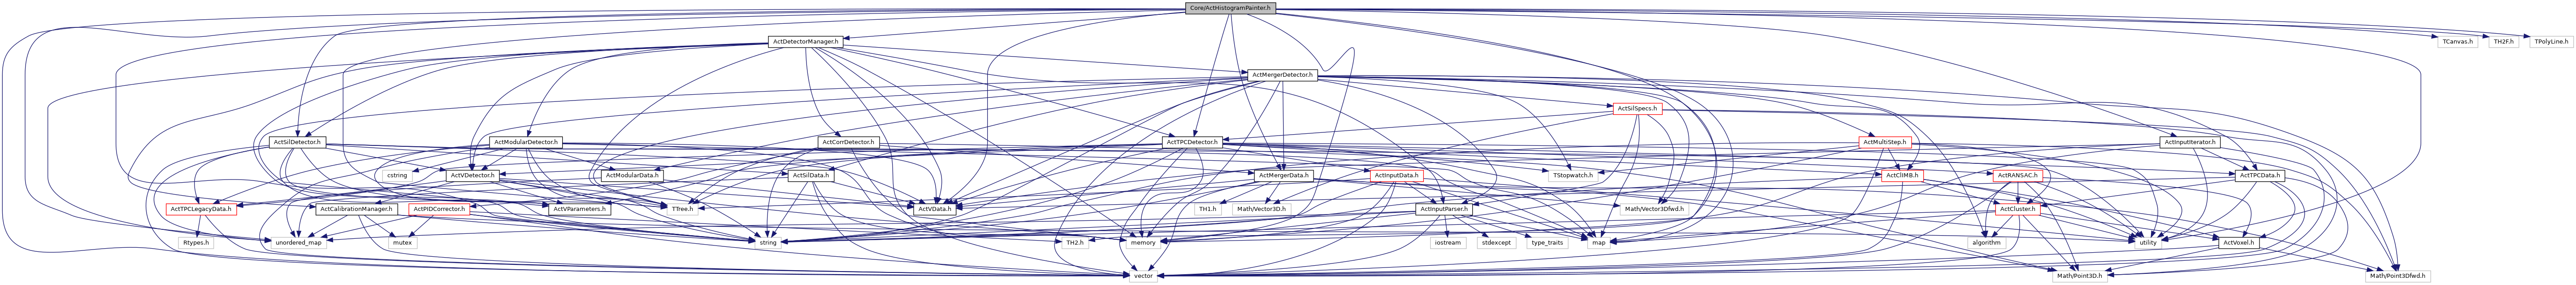 Core/ActHistogramPainter.h
ActDetectorManager.h
TCanvas.h
TH2F.h
TPolyLine.h
ActMergerDetector.h
ActSilSpecs.h
ActSilDetector.h
ActModularDetector.h
ActCorrDetector.h
ActTPCDetector.h
ActMultiStep.h
ActInputIterator.h
cstring
ActVDetector.h
ActModularData.h
ActSilData.h
ActMergerData.h
ActInputData.h
TStopwatch.h
ActClIMB.h
ActRANSAC.h
ActTPCData.h
ActTPCLegacyData.h
ActCalibrationManager.h
ActPIDCorrector.h
ActVParameters.h
TTree.h
ActVData.h
TH1.h
Math/Vector3D.h
ActInputParser.h
Math/Vector3Dfwd.h
ActCluster.h
Rtypes.h
unordered_map
mutex
string
TH2.h
memory
iostream
stdexcept
type_traits
map
algorithm
utility
ActVoxel.h
vector
Math/Point3D.h
Math/Point3Dfwd.h